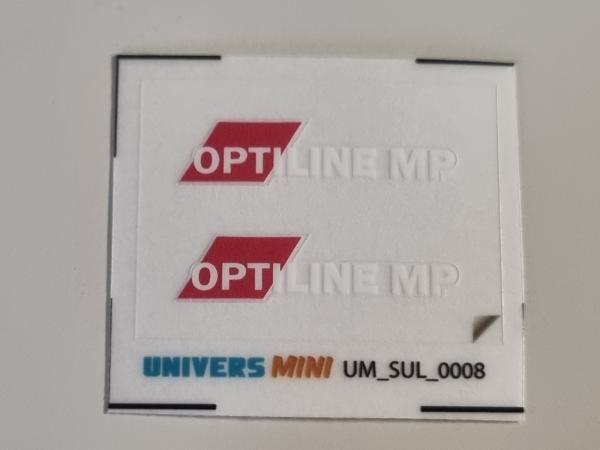 OPTILINE MP
OPTILINE MP
UNIVERS MINI UM_SUL_0008